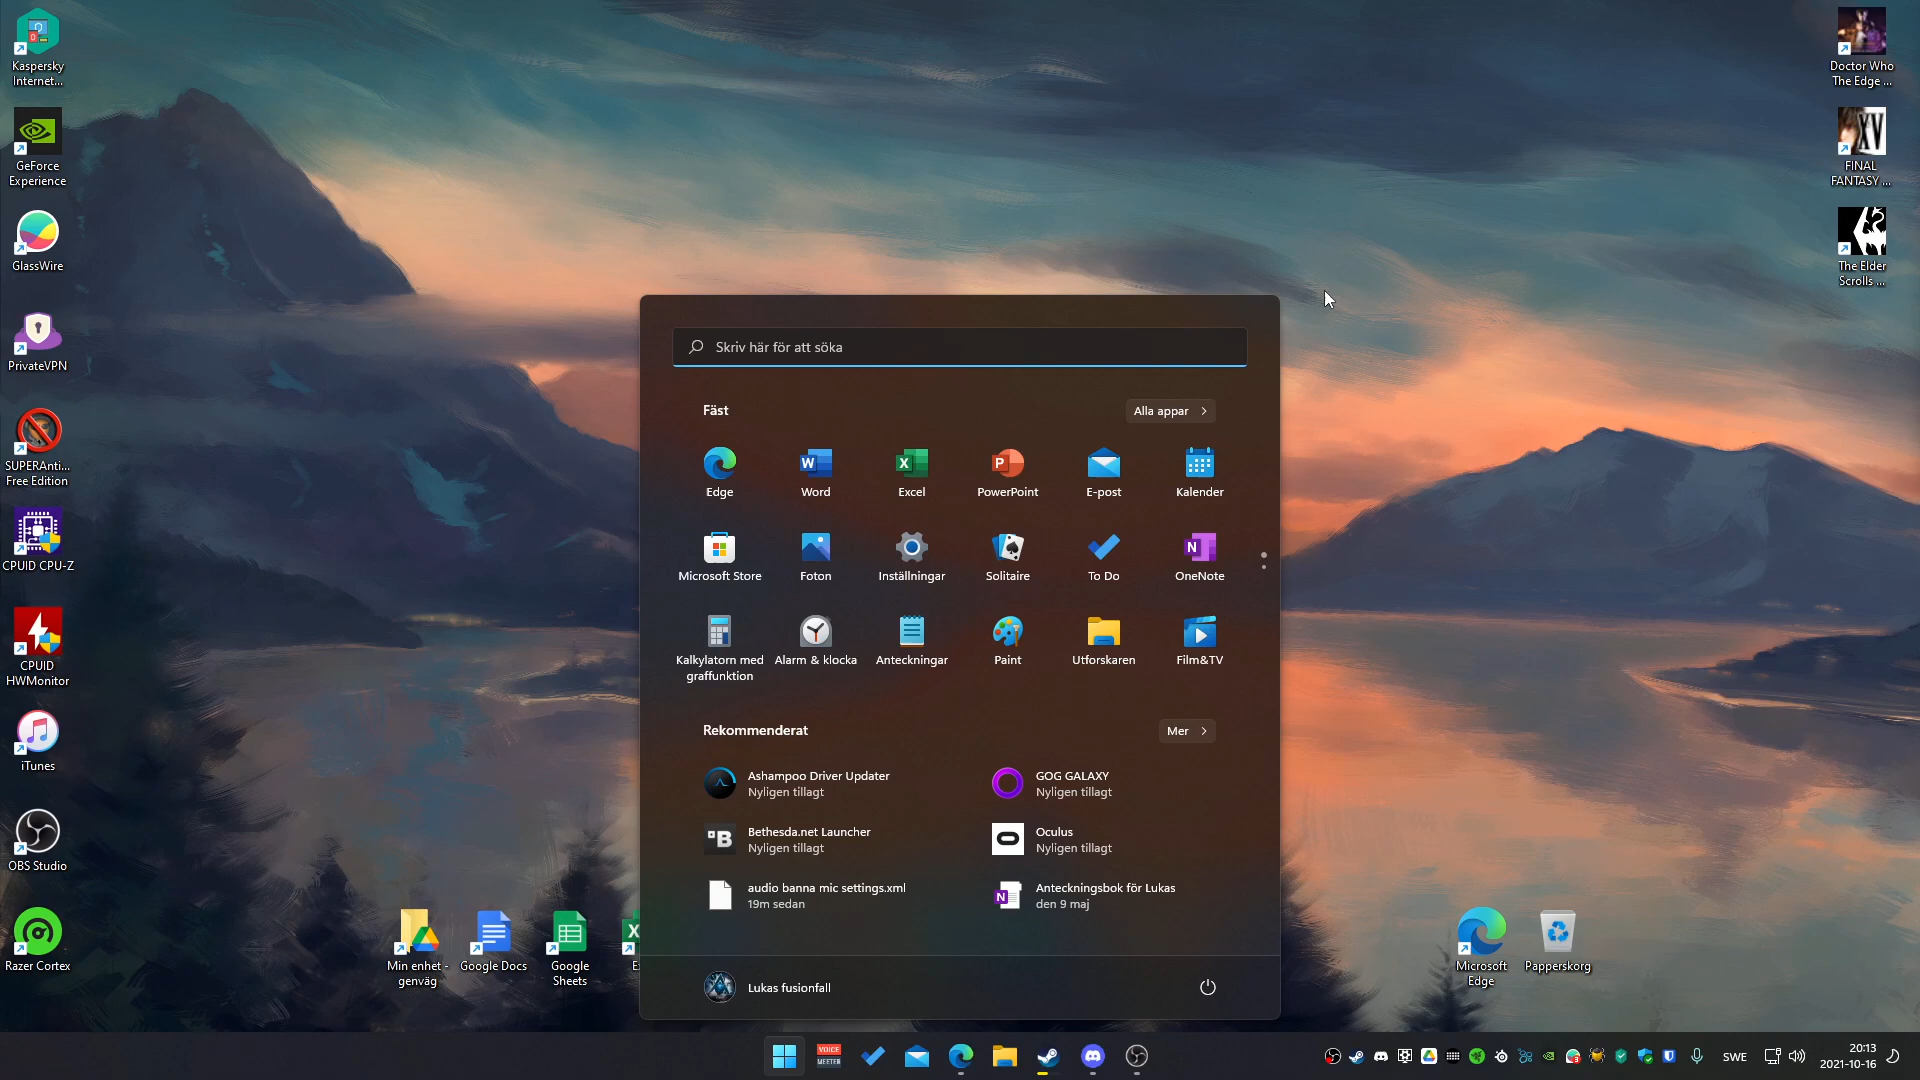 Kaspersky
Internet...
GeForce
Experience
GlassWire
PrivateVPN
SUPERAnti...
Free Edition
CPUID CPU-Z
CPUID
HWMonitor
iTunes
OBS Studio
Razer Cortex
Doctor Who
The Edge ...
XV
FINAL
FANTASY ...
The Elder
Scrolls ...
Skriv här för att söka
Fäst
Alla appar
Edge
Word
Excel
PowerPoint
E-post
Kalender
Microsoft Store
Foton
Inställningar
Solitaire
To Do
OneNote
Kalkylatorn med
graffunktion
Alarm & klocka
Anteckningar
Paint
Utforskaren
Film&TV
Rekommenderat
Mer
Ashampoo Driver Updater
Nyligen tillagt
GOG GALAXY
Nyligen tillagt
Bethesda.net Launcher
Nyligen tillagt
Oculus
Nyligen tillagt
audio banna mic settings.xml
19m sedan
Anteckningsbok för Lukas
den 9 maj
Lukas fusionfall
Min enhet -
genväg
Google Docs
Google
Sheets
Microsoft
Edge
Papperskorg
VOICE
MEETER
SWE
20:13
2021-10-16